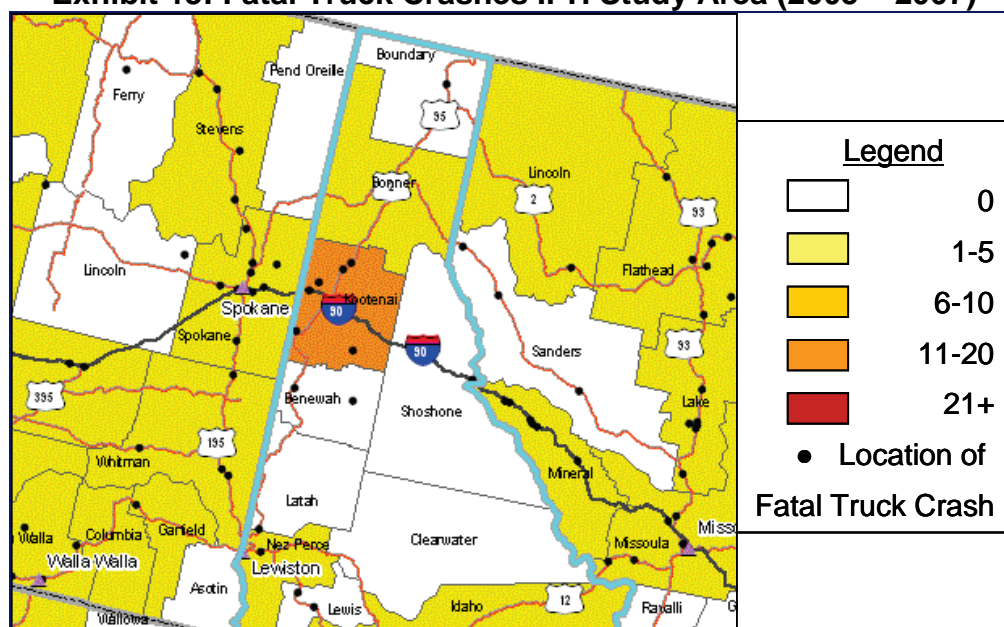 Boundary
Pend Oreille
Ferry
95
Stevens
Lincoln
Bonner
2
2
93
Lincoln
Flathead
Kootenai
Spokane
90
Spokane
90
Sanders
93
395
Benewah
Lake
Shoshone
195
Whitman
Mineral
Latah
Columbia
Garfield
Clearwater
Misso
Walla
Nez Perce
Missoula
Walla Walla
Lewiston
Asotin
Idaho
12
Lewis
Ravalli
G
Wallowa
Legend
0
1-5
6-10
11-20
21+
Location of
Fatal Truck Crash